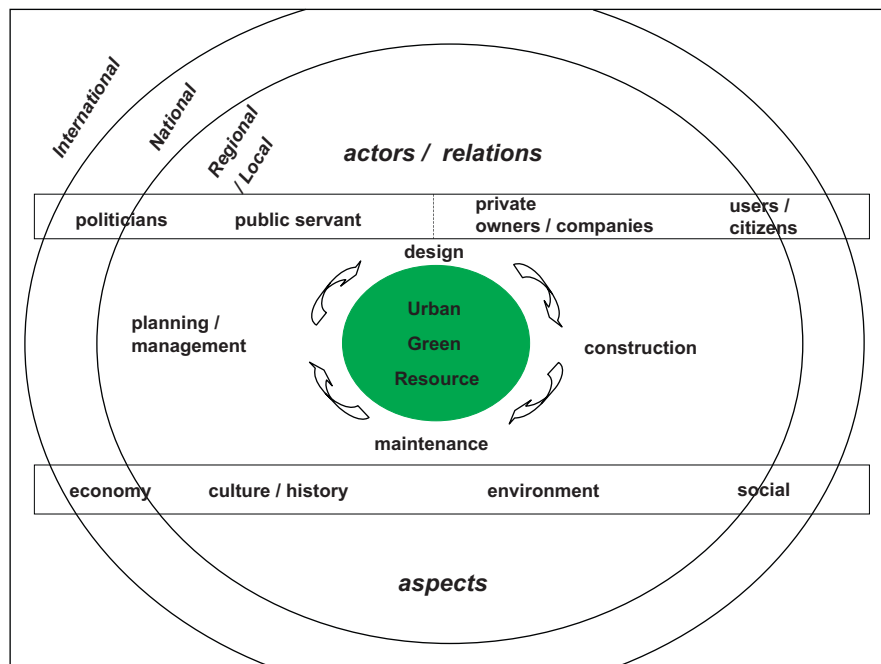 International
National
Regional
/ Local
actors / relations
politicians
public servant
private
owners / companies
users /
citizens
design
planning /
management
Urban
Green
Resource
construction
maintenance
economy
culture / history
environment
social
aspects